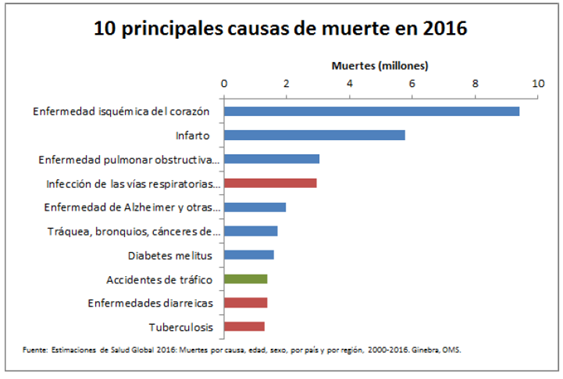 10 principales causas de muerte en 2016
Muertes (millones)
0 2 4 6 8 10
Enfermedad isquémica del corazón
Infarto
Enfermedad pulmonar obstructiva...
Infección de las vías respiratorias...
Enfermedad de Alzheimer y otras...
Tráquea, bronquios, cánceres de...
Diabetes melitus
Accidentes de tráfico
Enfermedades diarreicas
Tuberculosis
Fuente: Estimaciones de Salud Global 2016: Muertes por causa, edad, sexo, por país y por región, 2000-2016. Ginebra, OMS.